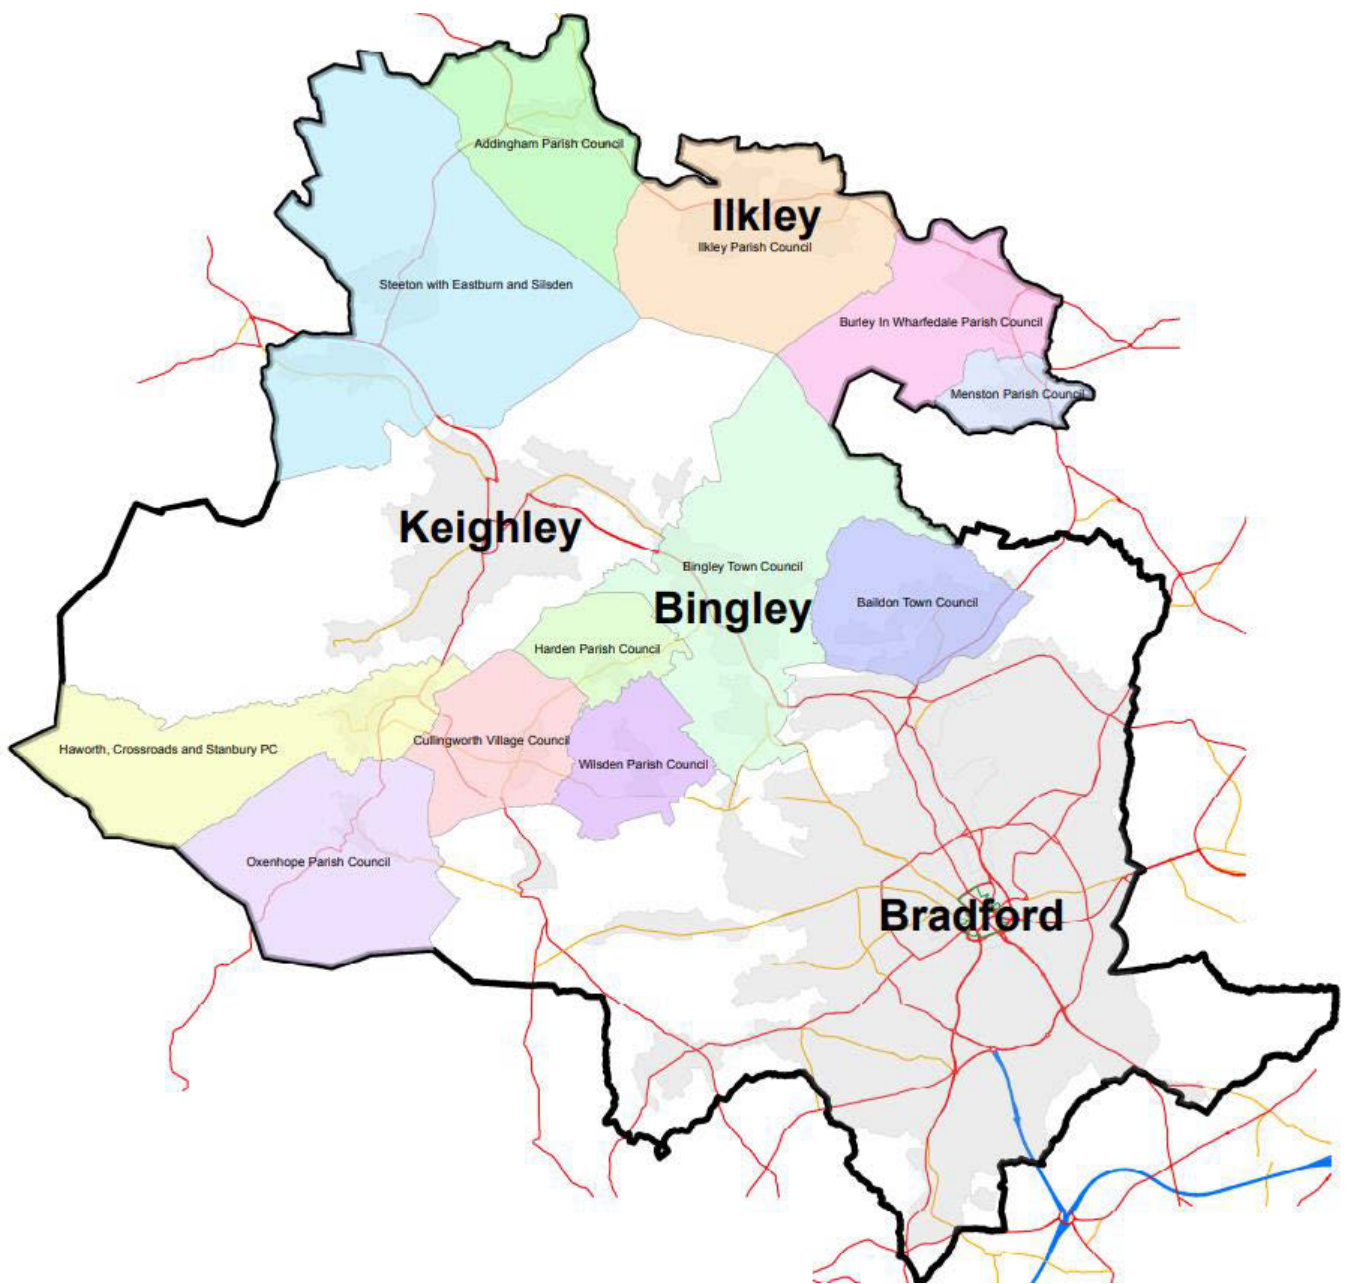 Addingham Parish Council
Ilkley
Ilkley Parish Council
Steeton with Eastburn and Silsden
Burley In Wharfedale Parish Council
Menston Parish Council
Keighley
Bingley Town Council
Bingley
Baildon Town Council
Harden Parish Council
Haworth, Crossroads and Stanbury PC
Cullingworth Village Council
Wilsden Parish Council
Oxenhope Parish Council
Bradford